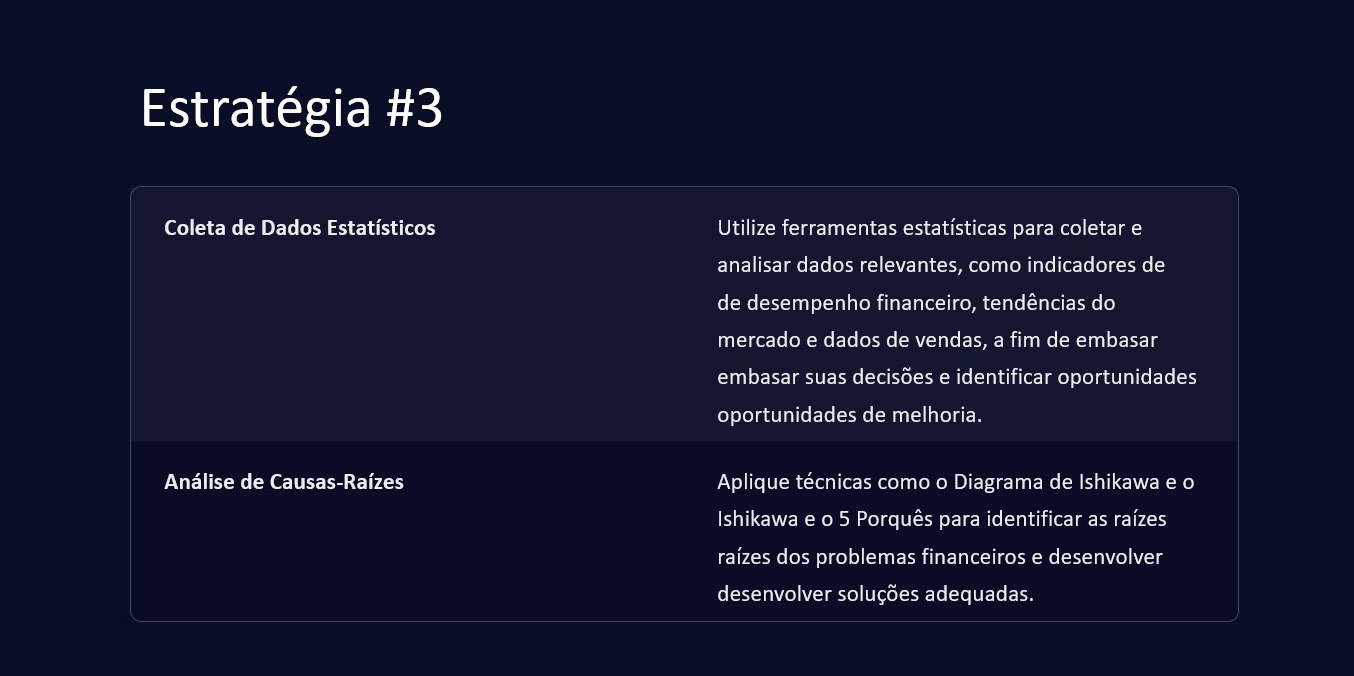 Estratégia #3
Coleta de Dados Estatísticos
Utilize ferramentas estatísticas para coletar e
analisar dados relevantes, como indicadores de
de desempenho financeiro, tendências do
mercado e dados de vendas, a fim de embasar
embasar suas decisões e identificar oportunidades
oportunidades de melhoria.
Análise de Causas-Raízes
Aplique técnicas como o Diagrama de Ishikawa e o
Ishikawa e o 5 Porquês para identificar as raízes
raízes dos problemas financeiros e desenvolver
desenvolver soluções adequadas.